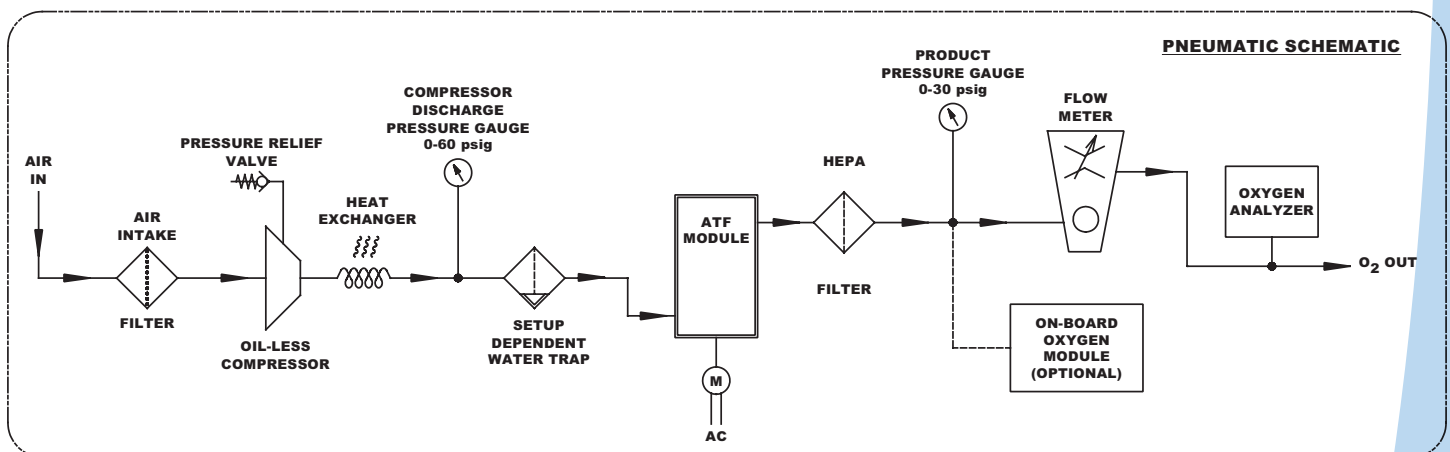 PNEUMATIC SCHEMATIC
AIR
IN
AIR
INTAKE
FILTER
PRESSURE RELIEF
VALVE
OIL-LESS
COMPRESSOR
HEAT
EXCHANGER
COMPRESSOR
DISCHARGE
PRESSURE GAUGE
0-60 psig
SETUP
DEPENDENT
WATER TRAP
ATF
MODULE
M
AC
HEPA
FILTER
PRODUCT
PRESSURE GAUGE
0-30 psig
FLOW
METER
ON-BOARD
OXYGEN
MODULE
(OPTIONAL)
OXYGEN
ANALYZER
O2 OUT